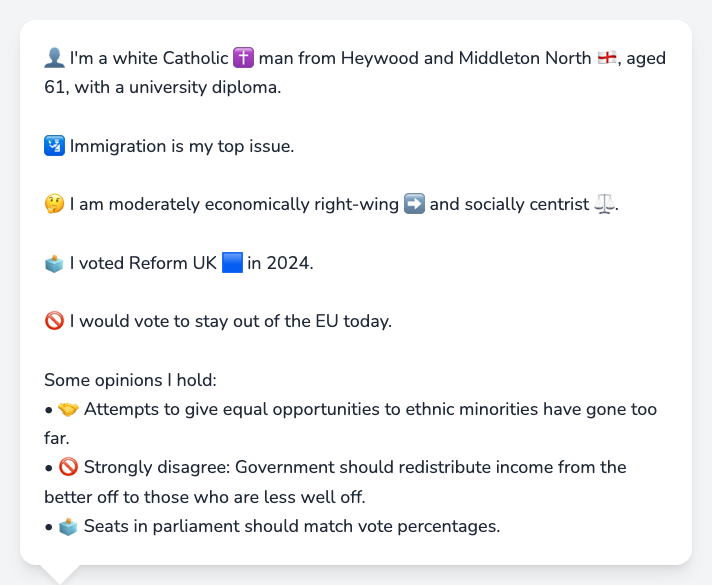 👤 I'm a white Catholic ✝️ man from Heywood and Middleton North 🏴󠁧󠁢󠁥󠁮󠁧󠁿, aged
61, with a university diploma.
🛂 Immigration is my top issue.
🤔 I am moderately economically right-wing ➡️ and socially centrist ⚖️.
🗳️ I voted Reform UK 🟦 in 2024.
🚫 I would vote to stay out of the EU today.
Some opinions I hold:
• 🤝 Attempts to give equal opportunities to ethnic minorities have gone too
far.
• 🚫 Strongly disagree: Government should redistribute income from the
better off to those who are less well off.
• 🗳️ Seats in parliament should match vote percentages.